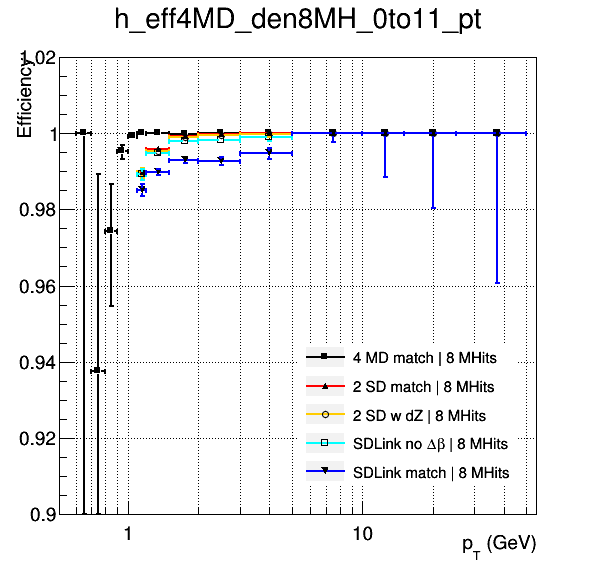 h_eff4MD_den8MH_0to11_pt
Efficiency
1.02
1
0.98
0.96
0.94
0.92
0.9
4 MD match | 8 MHits
2 SD match | 8 MHits
2 SD w dZ | 8 MHits
SDLink no Δβ | 8 MHits
SDLink match | 8 MHits
1
10
p_T (GeV)